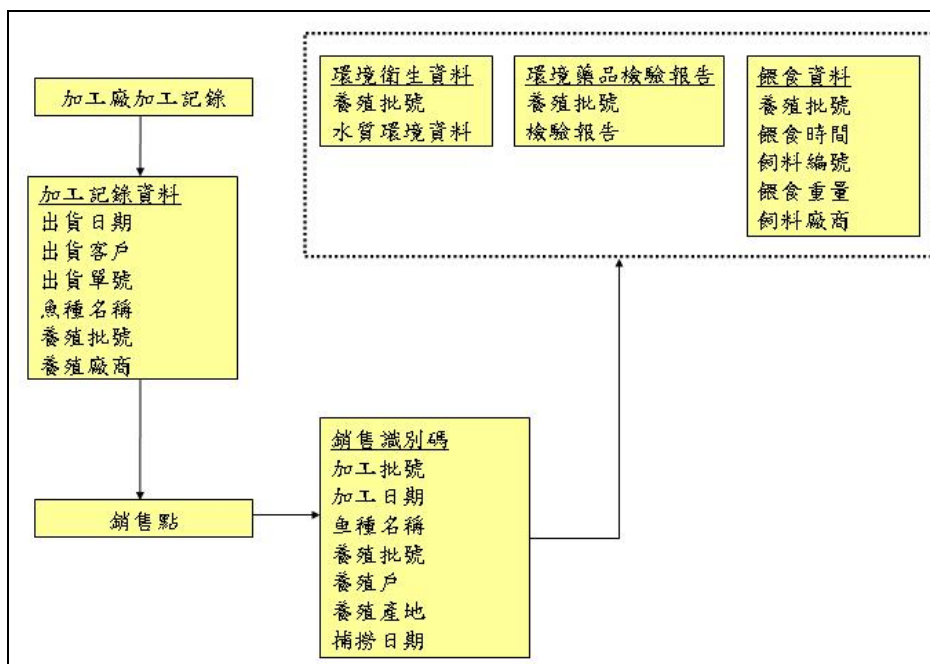 加工廠加工記錄
加工記錄資料
出貨日期
出貨客戶
出貨單號
魚種名稱
養殖批號
養殖廠商
銷售點
銷售識別碼
加工批號
加工日期
鱼種名稱
養殖批號
養殖戶
養殖產地
補撈日期
環境衛生資料
養殖批號
水質環境資料
環境藥品檢驗報告
養殖批號
檢驗報告
餵食資料
養殖批號
餵食時間
飼料編號
餵食重量
飼料廠商